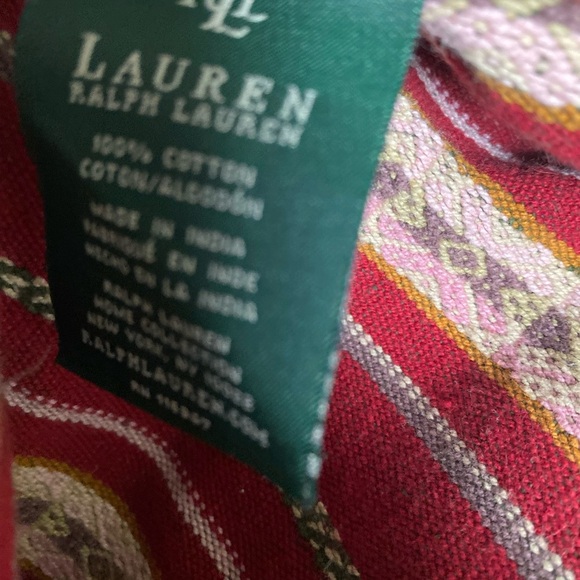 LRL
LAUREN
RALPH LAUREN
100% COTTON
COTON/ALGODÓN
MADE IN INDIA
FABRIQUÉ EN INDE
HECHO EN LA INDIA
RALPH LAUREN
HOME COLLECTION
NEW YORK, NY 10022
RALPHLAUREN.COM